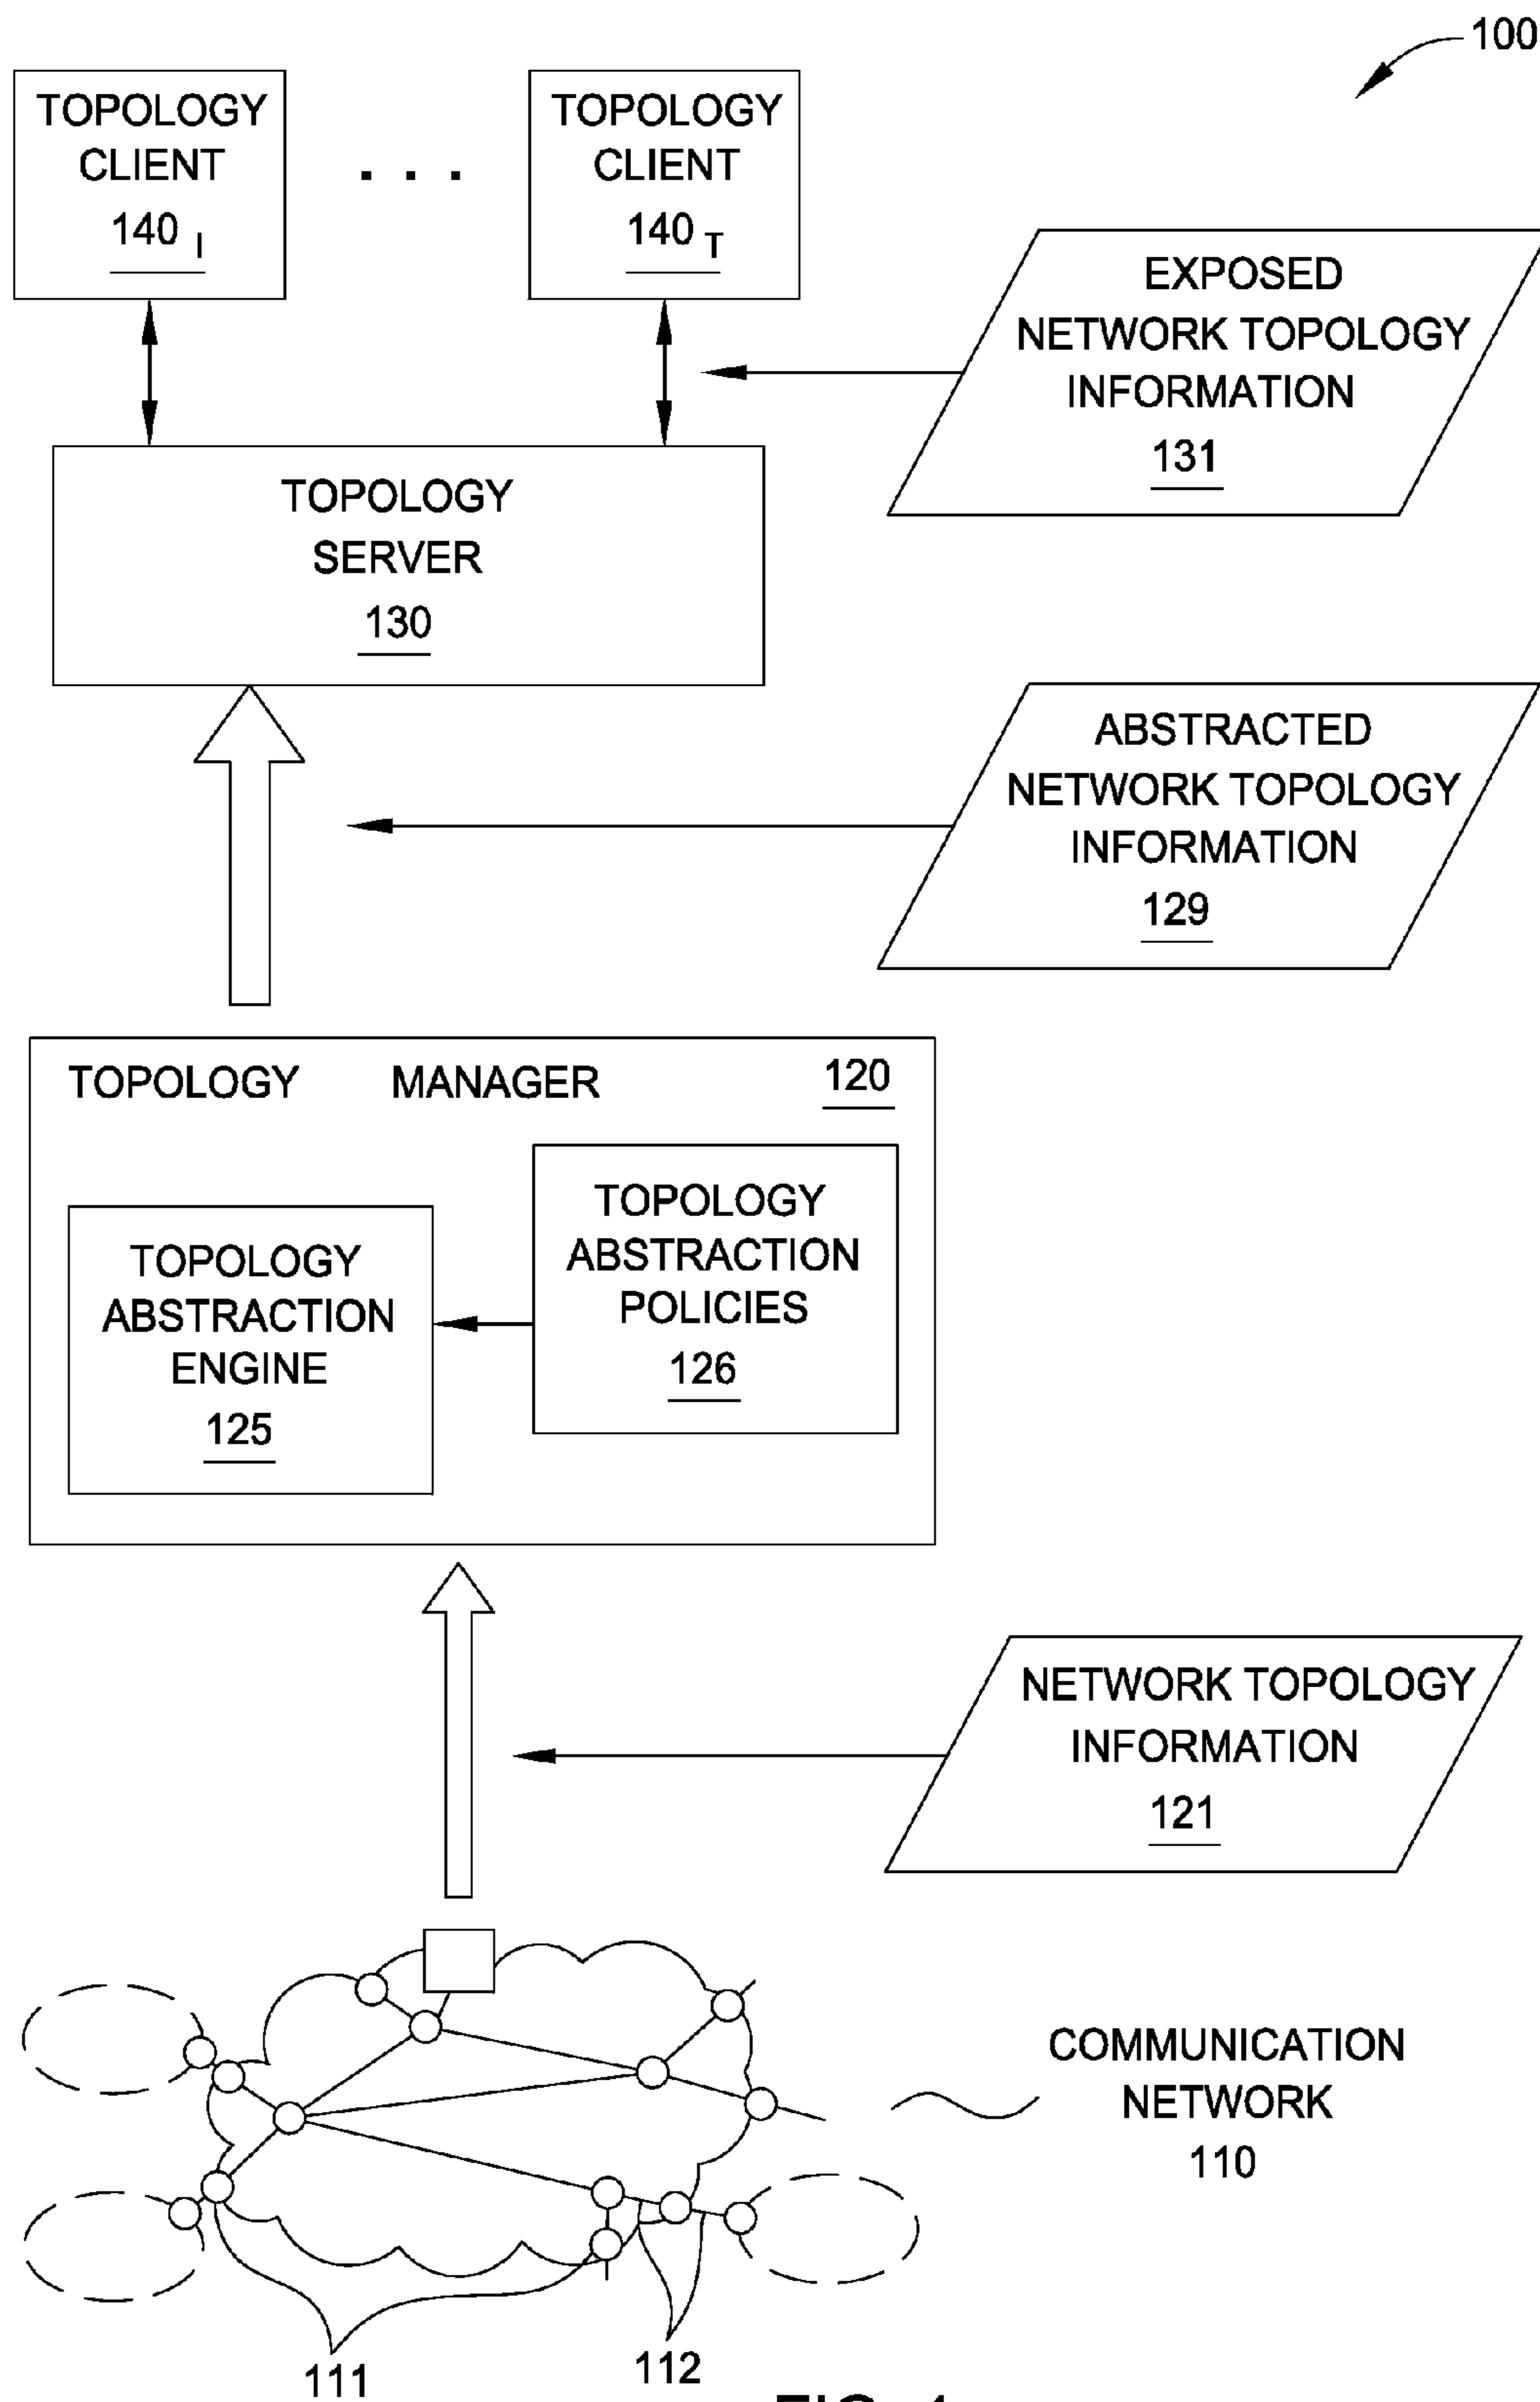 100
TOPOLOGY
CLIENT
140 I
. . .
TOPOLOGY
CLIENT
140 T
EXPOSED
NETWORK TOPOLOGY
INFORMATION
131
TOPOLOGY
SERVER
130
ABSTRACTED
NETWORK TOPOLOGY
INFORMATION
129
TOPOLOGY MANAGER 120
TOPOLOGY
ABSTRACTION
ENGINE
125
TOPOLOGY
ABSTRACTION
POLICIES
126
NETWORK TOPOLOGY
INFORMATION
121
COMMUNICATION
NETWORK
110
111
112